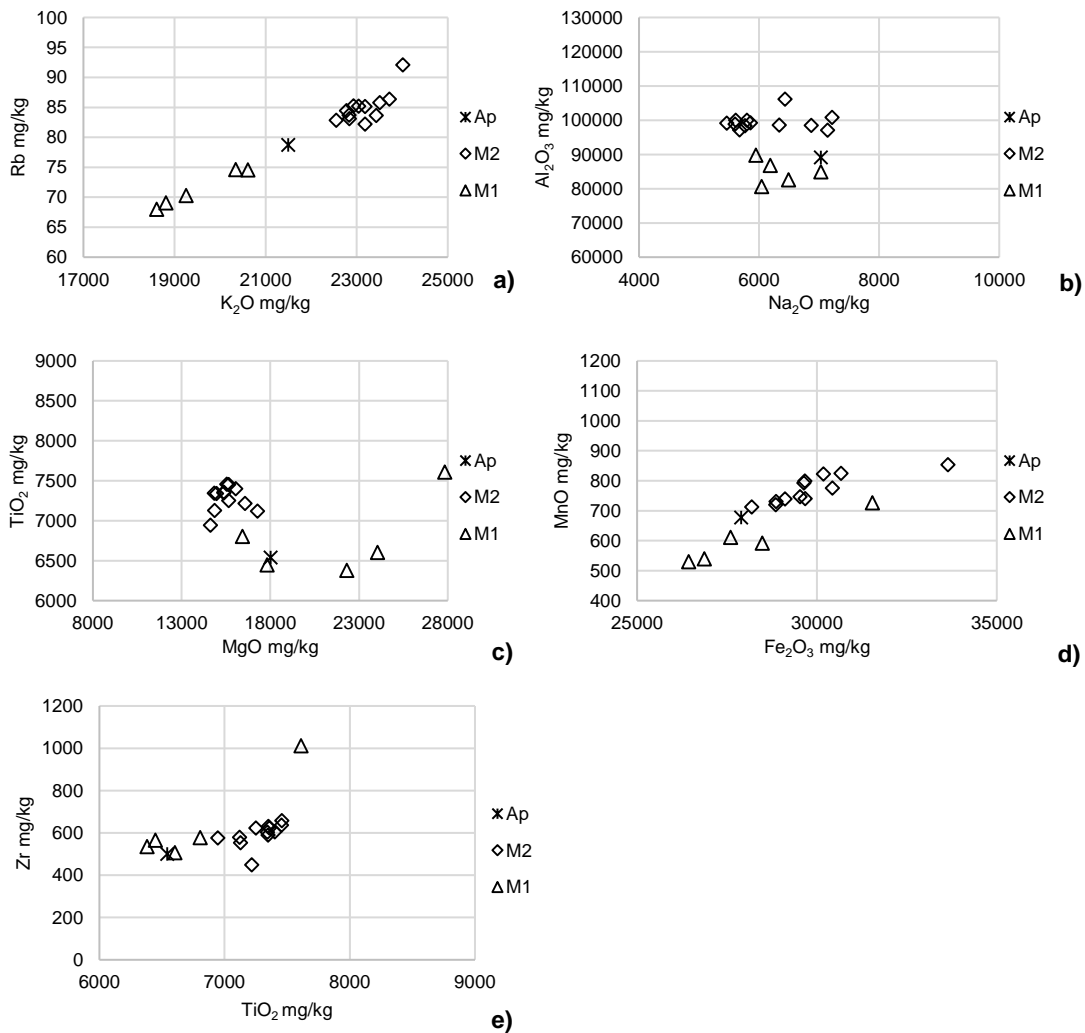 100
95
90
85
80
75
70
65
60
Rb mg/kg
17000 19000 21000 23000 25000
K₂O mg/kg
Ap
M2
M1
a)
130000
120000
110000
100000
90000
80000
70000
60000
Al₂O₃ mg/kg
4000 6000 8000 10000
Na₂O mg/kg
Ap
M2
M1
b)
9000
8500
8000
7500
7000
6500
6000
TiO₂ mg/kg
8000 13000 18000 23000 28000
MgO mg/kg
Ap
M2
M1
c)
1200
1100
1000
900
800
700
600
500
400
MnO mg/kg
25000 30000 35000
Fe₂O₃ mg/kg
Ap
M2
M1
d)
1200
1000
800
600
400
200
0
Zr mg/kg
6000 7000 8000 9000
TiO₂ mg/kg
Ap
M2
M1
e)